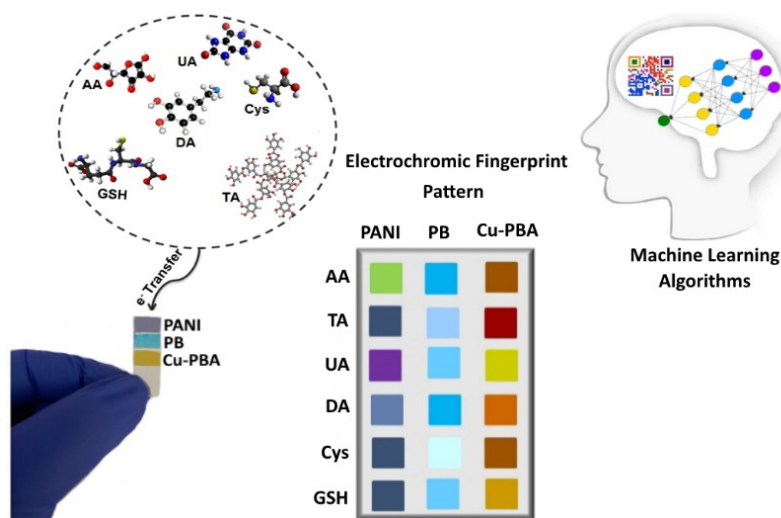 UA
AA
Cys
DA
GSH
TA
e- Transfer
PANI
PB
Cu-PBA
Electrochromic Fingerprint
Pattern
PANI PB Cu-PBA
AA
TA
UA
DA
Cys
GSH
Machine Learning
Algorithms